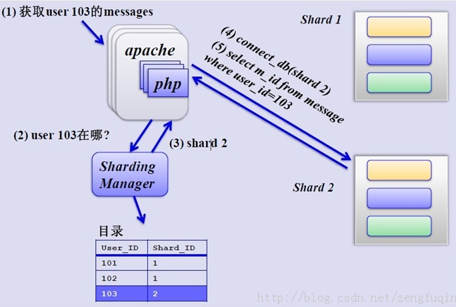 (1) 获取user 103的messages
Shard 1
apache
php
(4) connect_db(shard 2)
(5) select m_id from message
where user_id=103
(2) user 103在哪?
(3) shard 2
Sharding
Manager
Shard 2
目录
User_ID Shard_ID
101 1
102 1
103 2
http://blog.csdn.net/zengfuqin